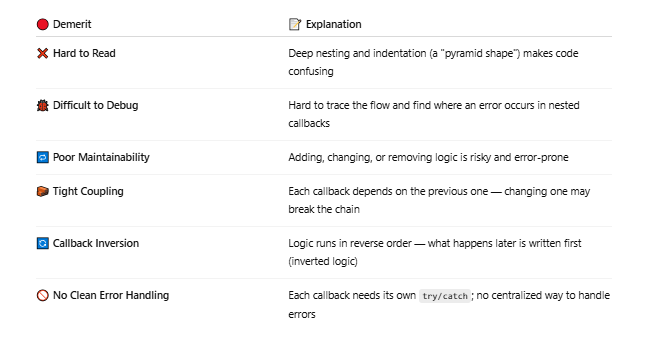 🔴 Demerit 📝 Explanation
❌ Hard to Read Deep nesting and indentation (a "pyramid shape") makes code
confusing
🐞 Difficult to Debug Hard to trace the flow and find where an error occurs in nested
callbacks
🔁 Poor Maintainability Adding, changing, or removing logic is risky and error-prone
🧱 Tight Coupling Each callback depends on the previous one — changing one may
break the chain
🔄 Callback Inversion Logic runs in reverse order — what happens later is written first
(inverted logic)
🚫 No Clean Error Handling Each callback needs its own try/catch; no centralized way to handle
errors